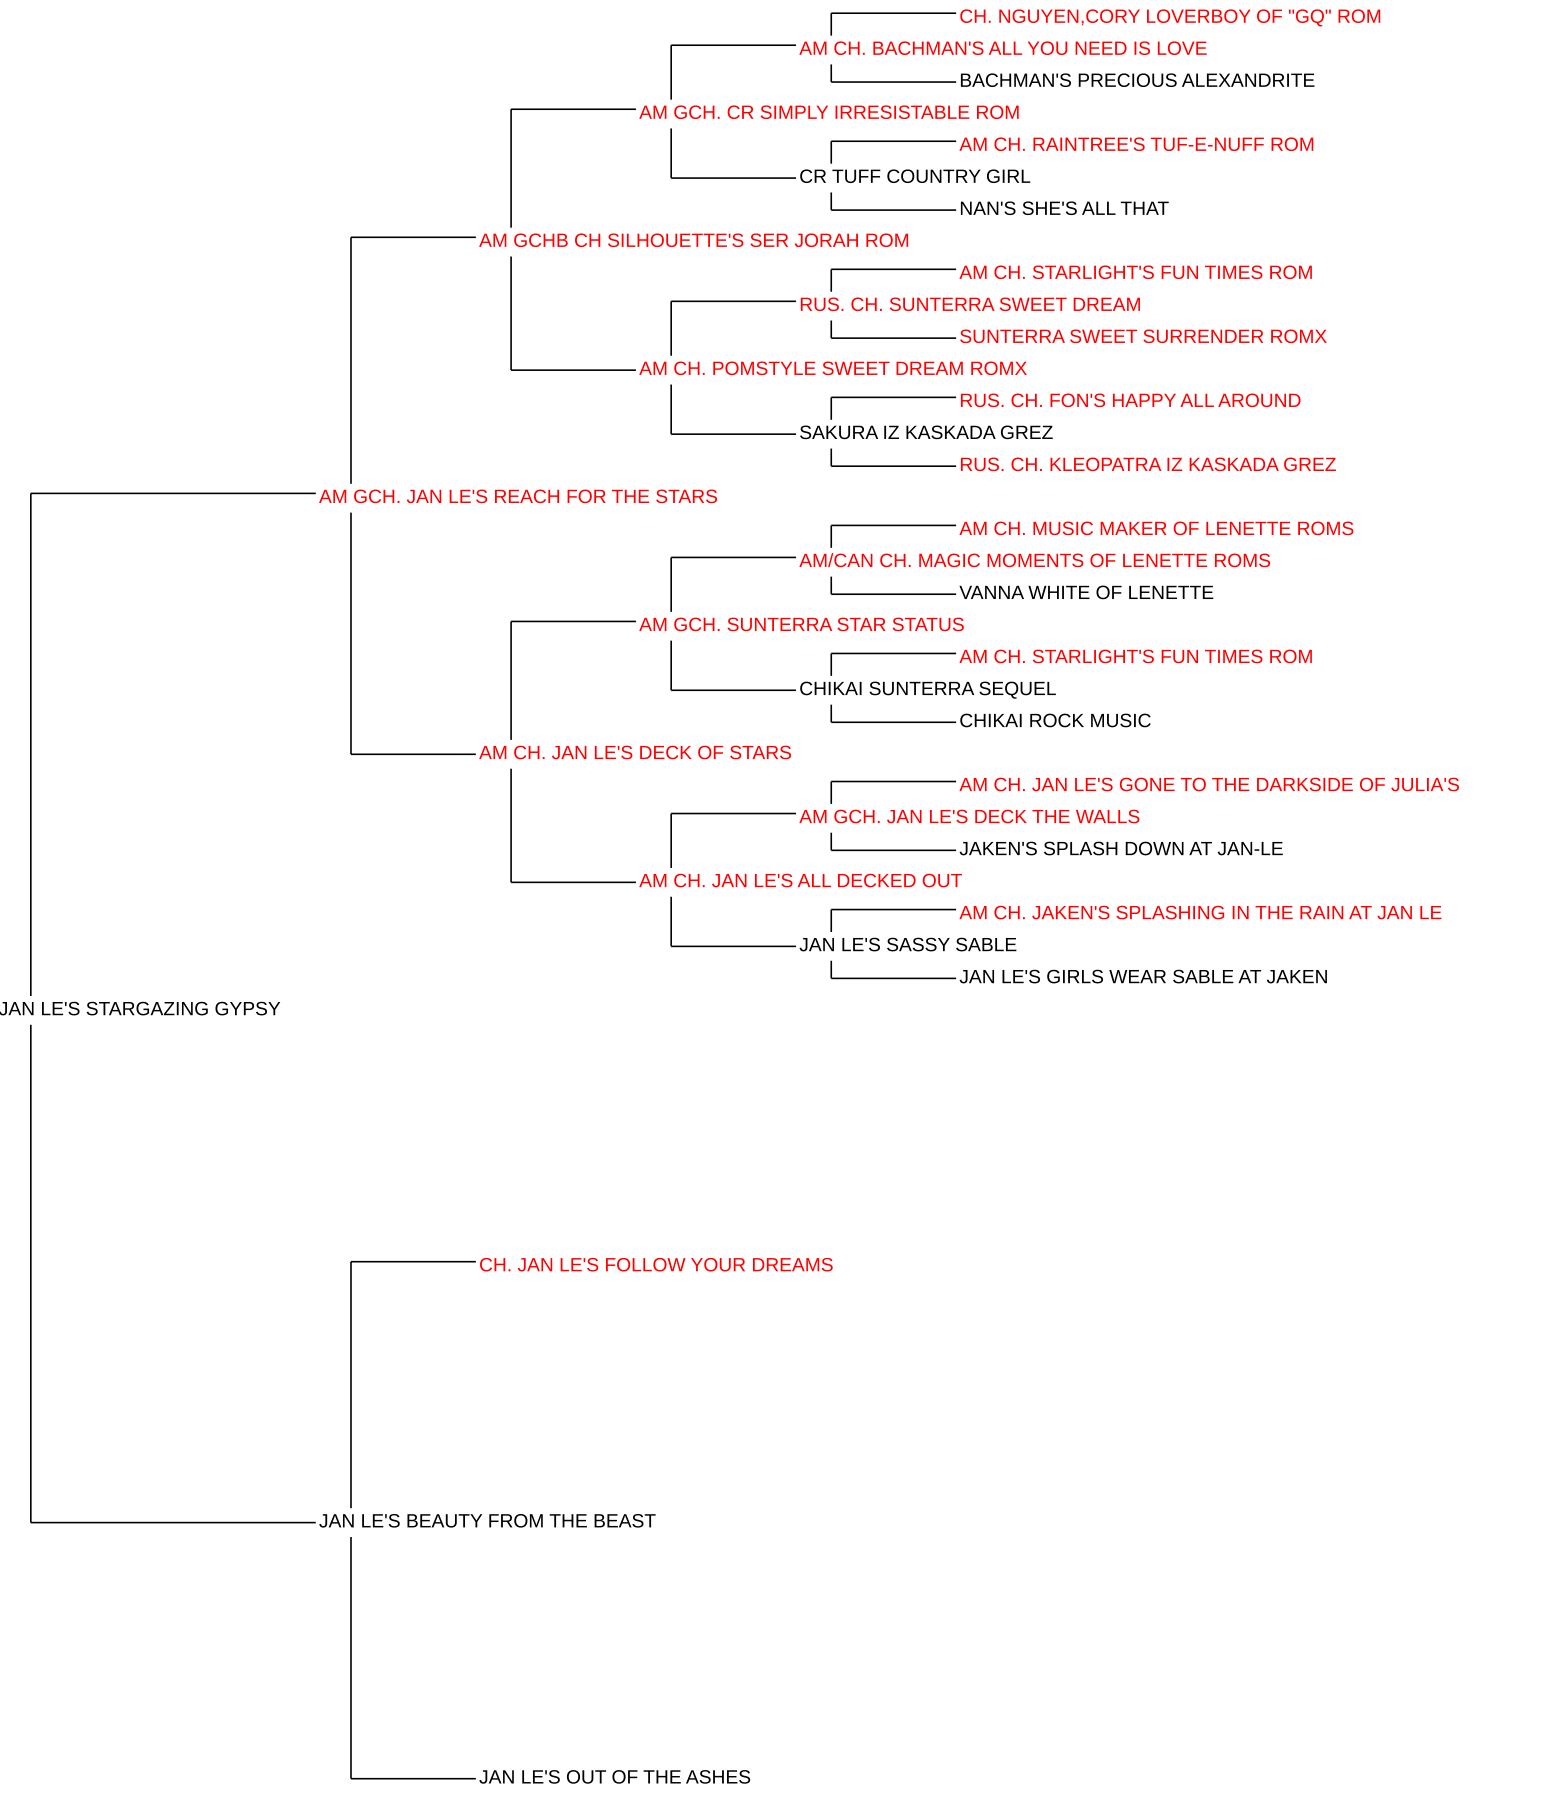 CH. NGUYEN,CORY LOVERBOY OF "GQ" ROM
AM CH. BACHMAN'S ALL YOU NEED IS LOVE
BACHMAN'S PRECIOUS ALEXANDRITE
AM GCH. CR SIMPLY IRRESISTABLE ROM
AM CH. RAINTREE'S TUF-E-NUFF ROM
CR TUFF COUNTRY GIRL
NAN'S SHE'S ALL THAT
AM GCHB CH SILHOUETTE'S SER JORAH ROM
AM CH. STARLIGHT'S FUN TIMES ROM
RUS. CH. SUNTERRA SWEET DREAM
SUNTERRA SWEET SURRENDER ROMX
AM CH. POMSTYLE SWEET DREAM ROMX
RUS. CH. FON'S HAPPY ALL AROUND
SAKURA IZ KASKADA GREZ
RUS. CH. KLEOPATRA IZ KASKADA GREZ
AM GCH. JAN LE'S REACH FOR THE STARS
AM CH. MUSIC MAKER OF LENETTE ROMS
AM/CAN CH. MAGIC MOMENTS OF LENETTE ROMS
VANNA WHITE OF LENETTE
AM GCH. SUNTERRA STAR STATUS
AM CH. STARLIGHT'S FUN TIMES ROM
CHIKAI SUNTERRA SEQUEL
CHIKAI ROCK MUSIC
AM CH. JAN LE'S DECK OF STARS
AM CH. JAN LE'S GONE TO THE DARKSIDE OF JULIA'S
AM GCH. JAN LE'S DECK THE WALLS
JAKEN'S SPLASH DOWN AT JAN-LE
AM CH. JAN LE'S ALL DECKED OUT
AM CH. JAKEN'S SPLASHING IN THE RAIN AT JAN LE
JAN LE'S SASSY SABLE
JAN LE'S GIRLS WEAR SABLE AT JAKEN
JAN LE'S STARGAZING GYPSY
CH. JAN LE'S FOLLOW YOUR DREAMS
JAN LE'S BEAUTY FROM THE BEAST
JAN LE'S OUT OF THE ASHES